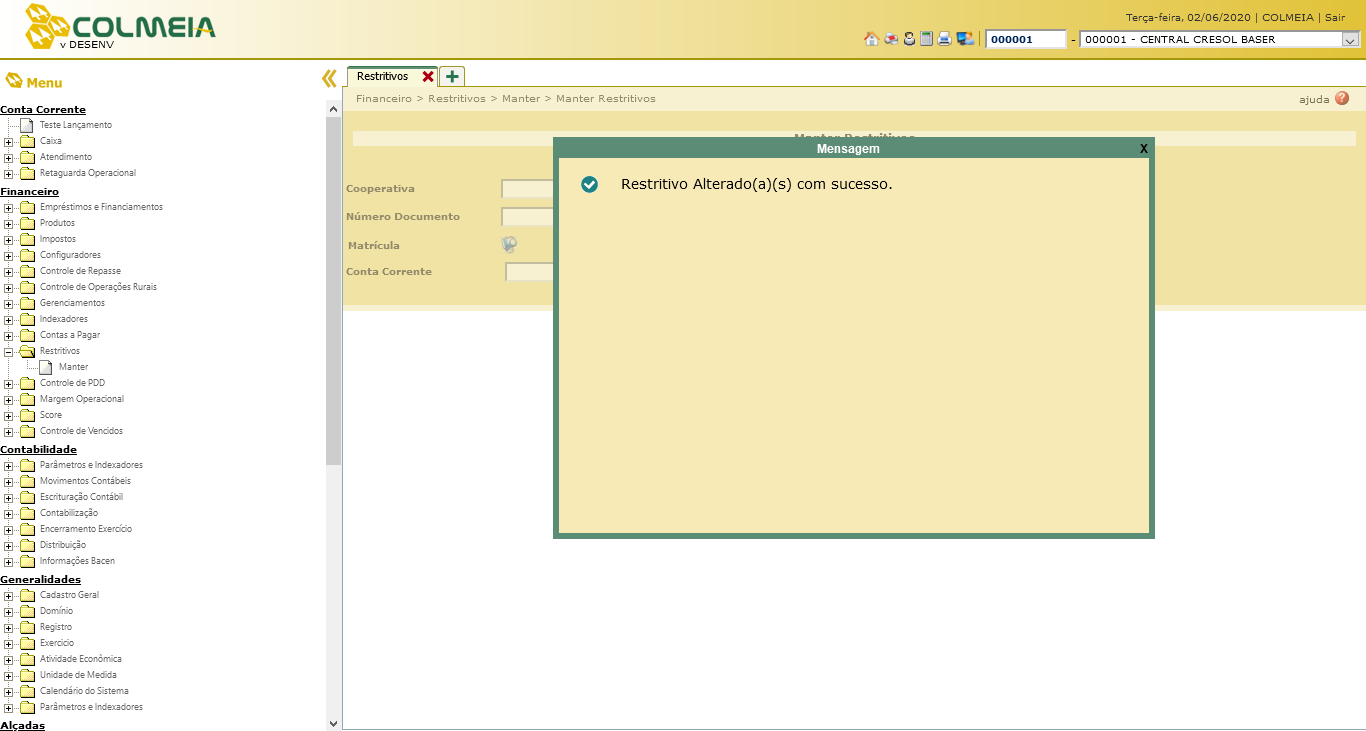 COLMEIA
v DESENV
Terça-feira, 02/06/2020 | COLMEIA | Sair
000001 - 000001 - CENTRAL CRESOL BASER
Menu
Conta Corrente
Teste Lançamento
Caixa
Atendimento
Retaguarda Operacional
Financeiro
Empréstimos e Financiamentos
Produtos
Impostos
Configuradores
Controle de Repasse
Controle de Operações Rurais
Gerenciamentos
Indexadores
Contas a Pagar
Restritivos
Manter
Controle de PDD
Margem Operacional
Score
Controle de Vencidos
Contabilidade
Parâmetros e Indexadores
Movimentos Contábeis
Escrituração Contábil
Contabilização
Encerramento Exercício
Distribuição
Informações Bacen
Generalidades
Cadastro Geral
Domínio
Registro
Exercicio
Atividade Econômica
Unidade de Medida
Calendário do Sistema
Parâmetros e Indexadores
Alçadas
Restritivos
Financeiro > Restritivos > Manter > Manter Restritivos
ajuda ?
Manter Restritivos
Cooperativa
Número Documento
Matrícula
Conta Corrente
Mensagem X
Restritivo Alterado(a)(s) com sucesso.